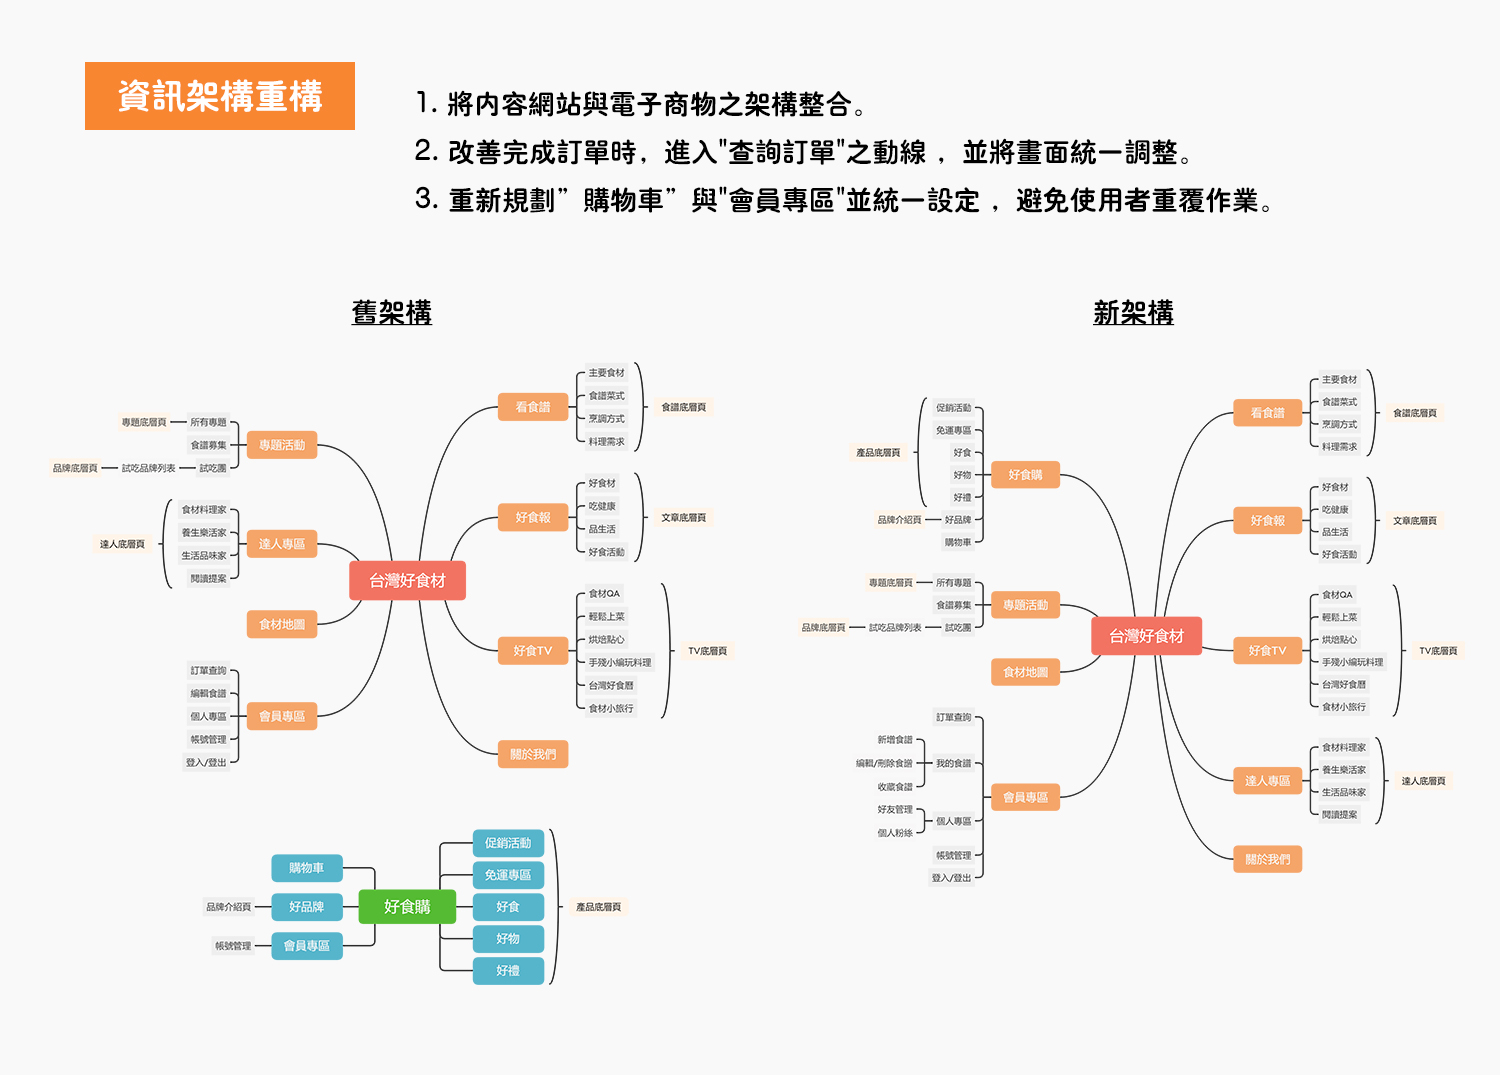 資訊架構重構
1. 將內容網站與電子商物之架構整合。
2. 改善完成訂單時，進入"查詢訂單"之動線，並將畫面統一調整。
3. 重新規劃”購物車”與"會員專區"並統一設定，避免使用者重覆作業。
舊架構
台灣好食材
專題活動
所有專題
專題底層頁
食譜募集
試吃團
試吃品牌列表
品牌底層頁
達人專區
食材料理家
養生樂活家
生活品味家
閱讀提案
達人底層頁
食材地圖
會員專區
訂單查詢
編輯食譜
個人專區
帳號管理
登入/登出
看食譜
主要食材
食譜菜式
烹調方式
料理需求
食譜底層頁
好食報
好食材
吃健康
品生活
好食活動
文章底層頁
好食TV
食材QA
輕鬆上菜
烘焙點心
手殘小編玩料理
台灣好食曆
食材小旅行
TV底層頁
關於我們
好食購
購物車
好品牌
品牌介紹頁
會員專區
帳號管理
促銷活動
免運專區
好食
好物
好禮
產品底層頁
新架構
台灣好食材
好食購
促銷活動
免運專區
好食
好物
好禮
產品底層頁
好品牌
品牌介紹頁
購物車
專題活動
所有專題
專題底層頁
食譜募集
試吃團
試吃品牌列表
品牌底層頁
食材地圖
會員專區
訂單查詢
我的食譜
新增食譜
編輯/刪除食譜
收藏食譜
個人專區
好友管理
個人粉絲
帳號管理
登入/登出
看食譜
主要食材
食譜菜式
烹調方式
料理需求
食譜底層頁
好食報
好食材
吃健康
品生活
好食活動
文章底層頁
好食TV
食材QA
輕鬆上菜
烘焙點心
手殘小編玩料理
台灣好食曆
食材小旅行
TV底層頁
達人專區
食材料理家
養生樂活家
生活品味家
閱讀提案
達人底層頁
關於我們